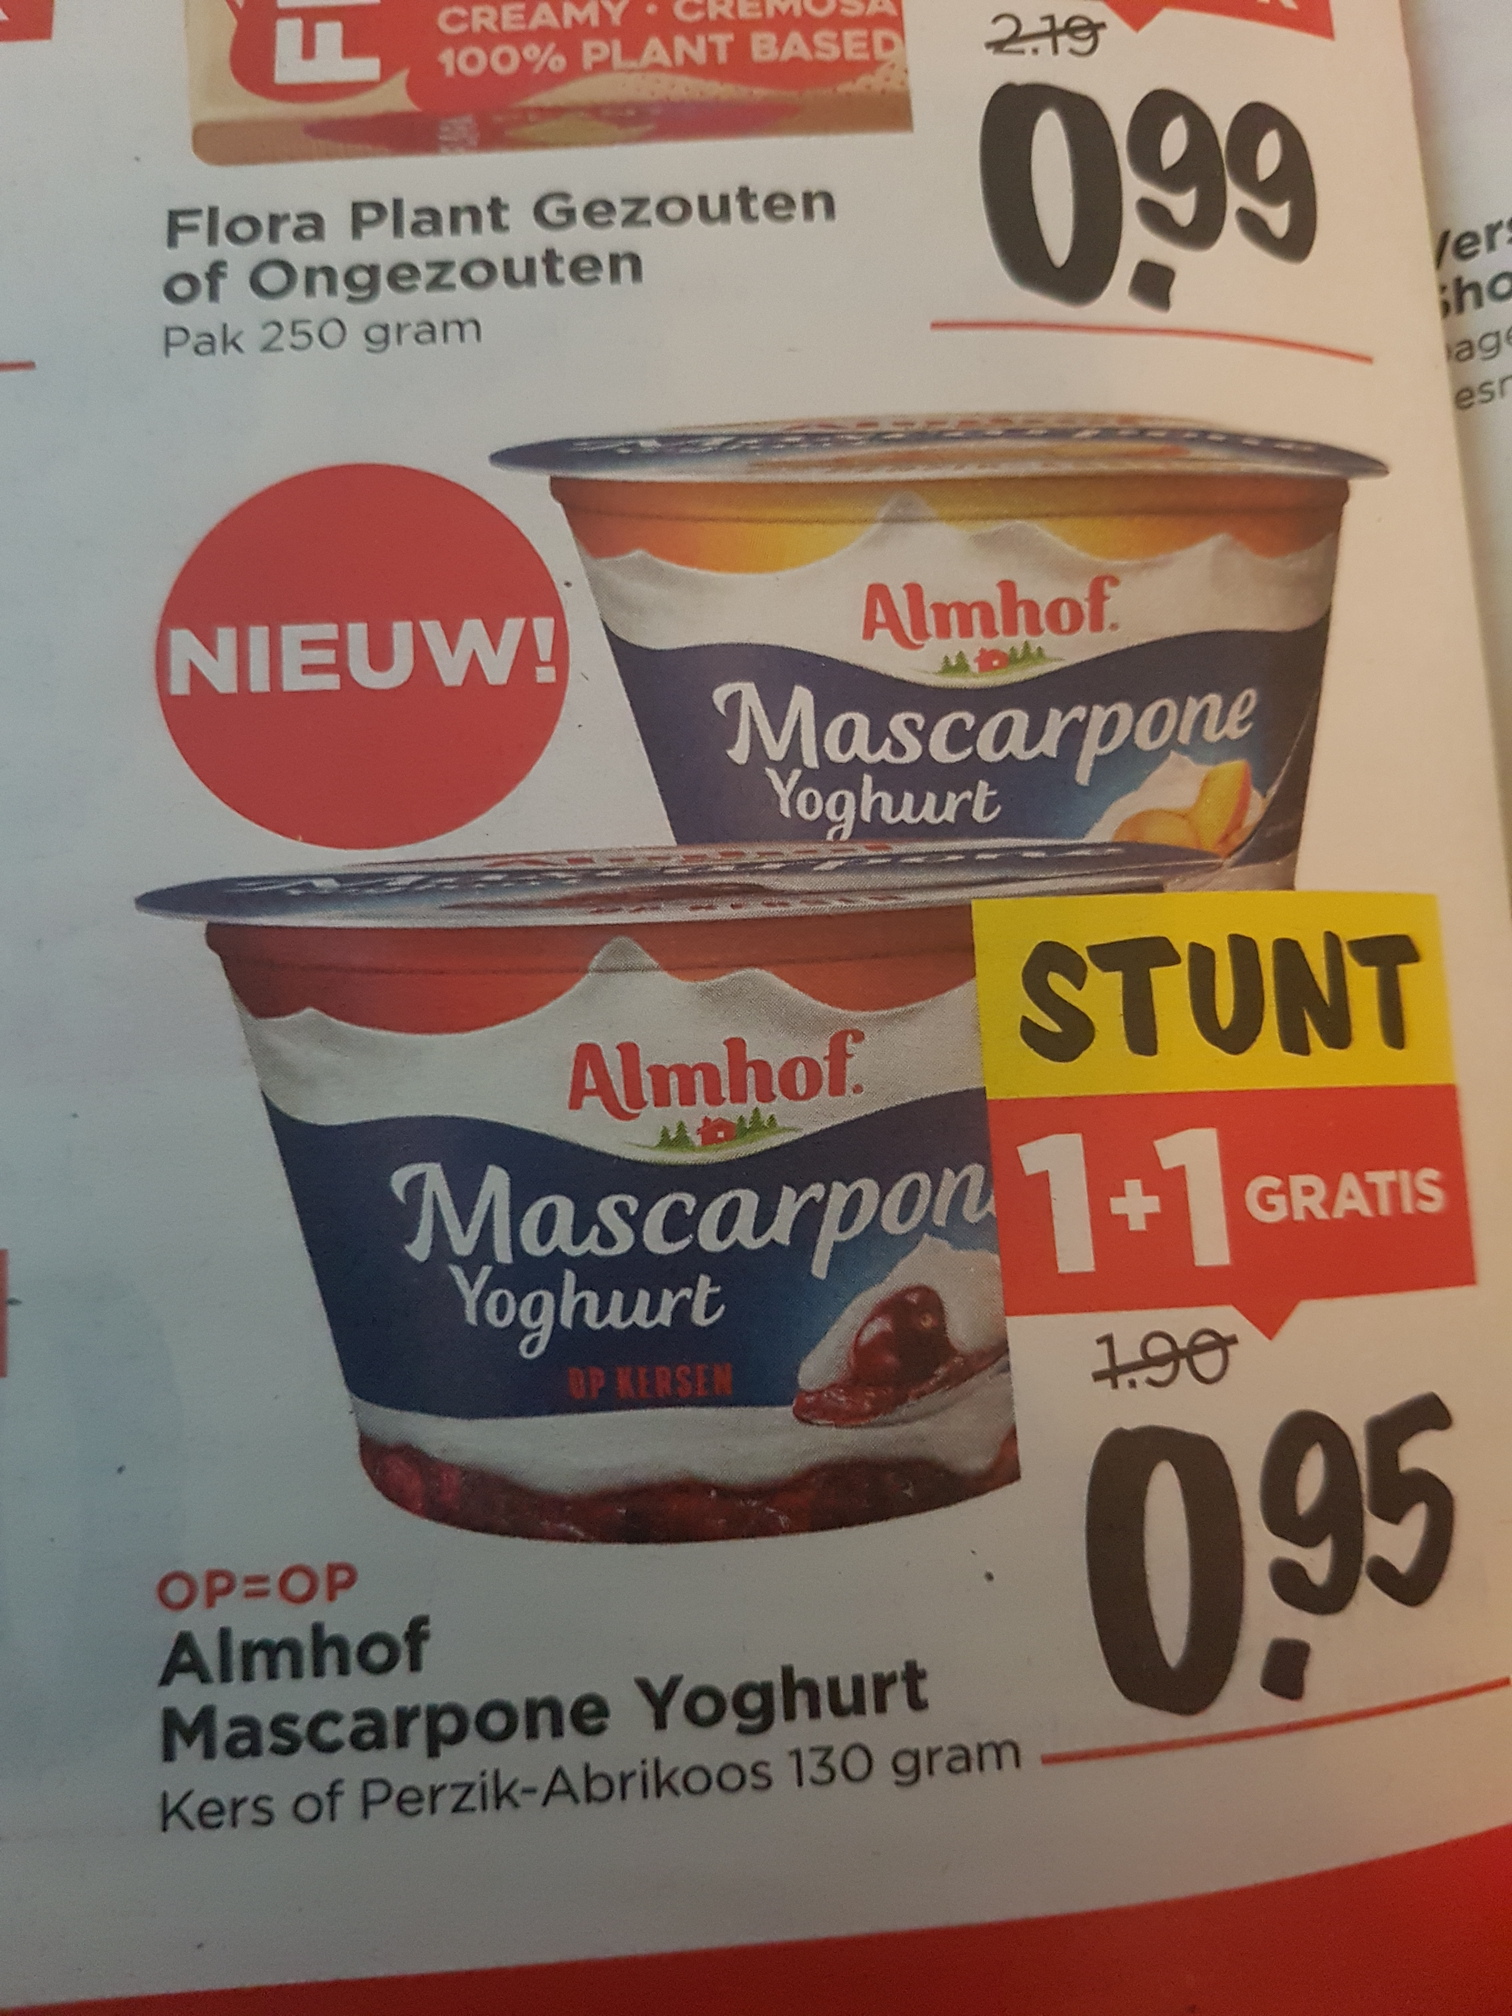 CREAMY • CREMOSA
100% PLANT BASED
2.19
0.99
Flora Plant Gezouten
of Ongezouten
Pak 250 gram
NIEUW!
Almhof
Mascarpone
Yoghurt
Almhof
Mascarpon
Yoghurt
OP KERSEN
STUNT
1+1 GRATIS
1.90
0.95
OP=OP
Almhof
Mascarpone Yoghurt
Kers of Perzik-Abrikoos 130 gram